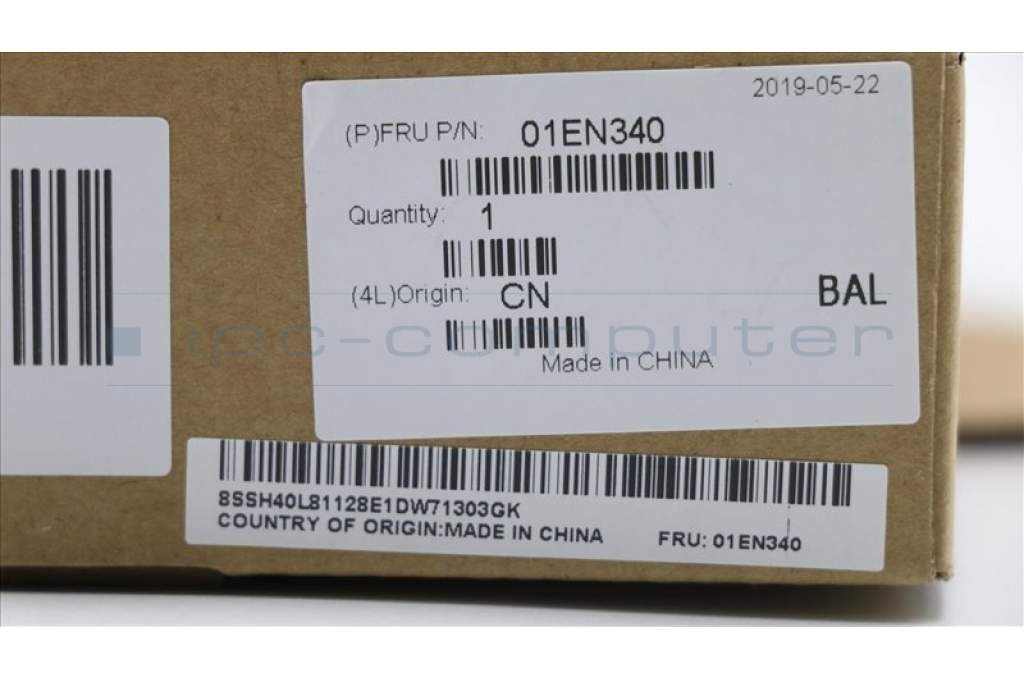 2019-05-22
(P)FRU P/N: 01EN340
Quantity: 1
(4L)Origin: CN
BAL
ipc-computer
Made in CHINA
8SSH40L81128E1DW71303GK
COUNTRY OF ORIGIN:MADE IN CHINA FRU: 01EN340